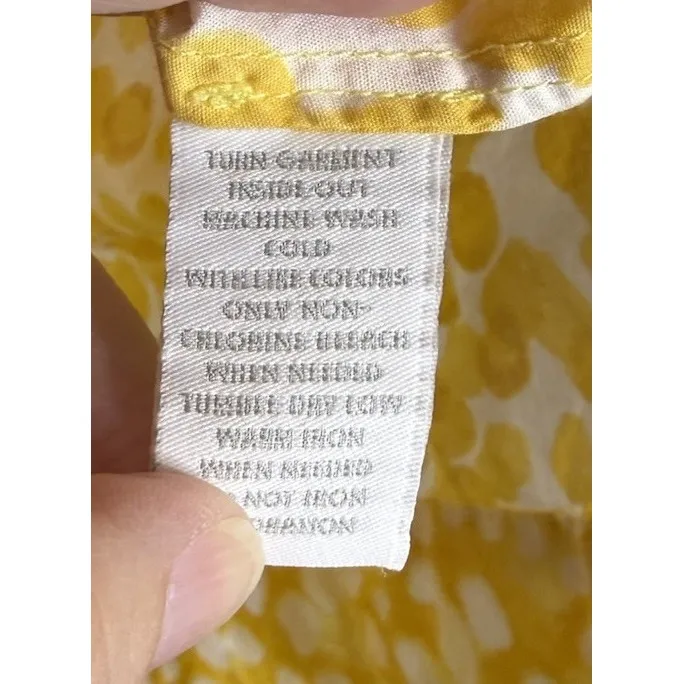 TURN GARMENT
INSIDE OUT
MACHINE WASH
COLD
WITH LIKE COLORS
ONLY NON-
CHLORINE BLEACH
WHEN NEEDED
TUMBLE DRY LOW
WARM IRON
WHEN NEEDED
NOT IRON